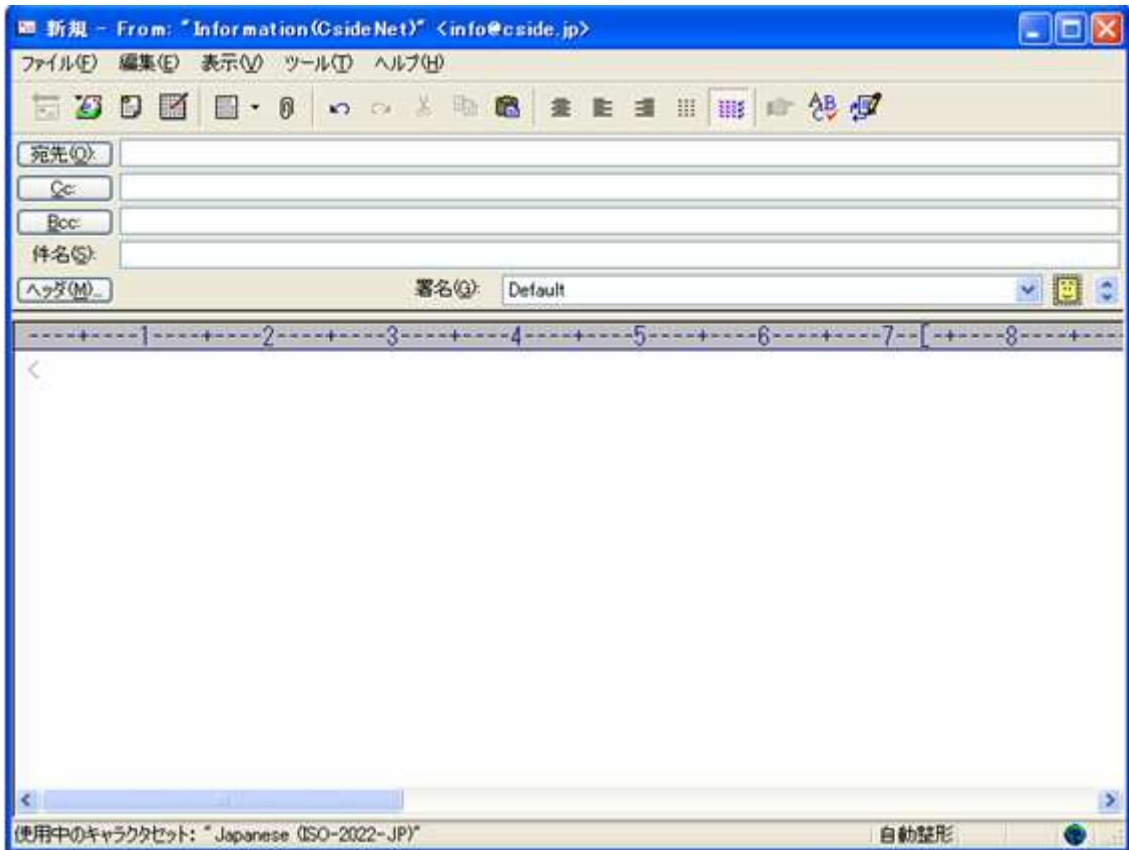 新規 - From: "Information(CsideNet)" <info@cside.jp>
ファイル(F) 編集(E) 表示(V) ツール(T) ヘルプ(H)
宛先(O):
Cc:
Bcc:
件名(S):
ヘッダ(M)...
署名(G): Default
----+----1----+----2----+----3----+----4----+----5----+----6----+----7--[-+----8----+----
<
使用中のキャラクタセット: "Japanese (ISO-2022-JP)" 自動整形